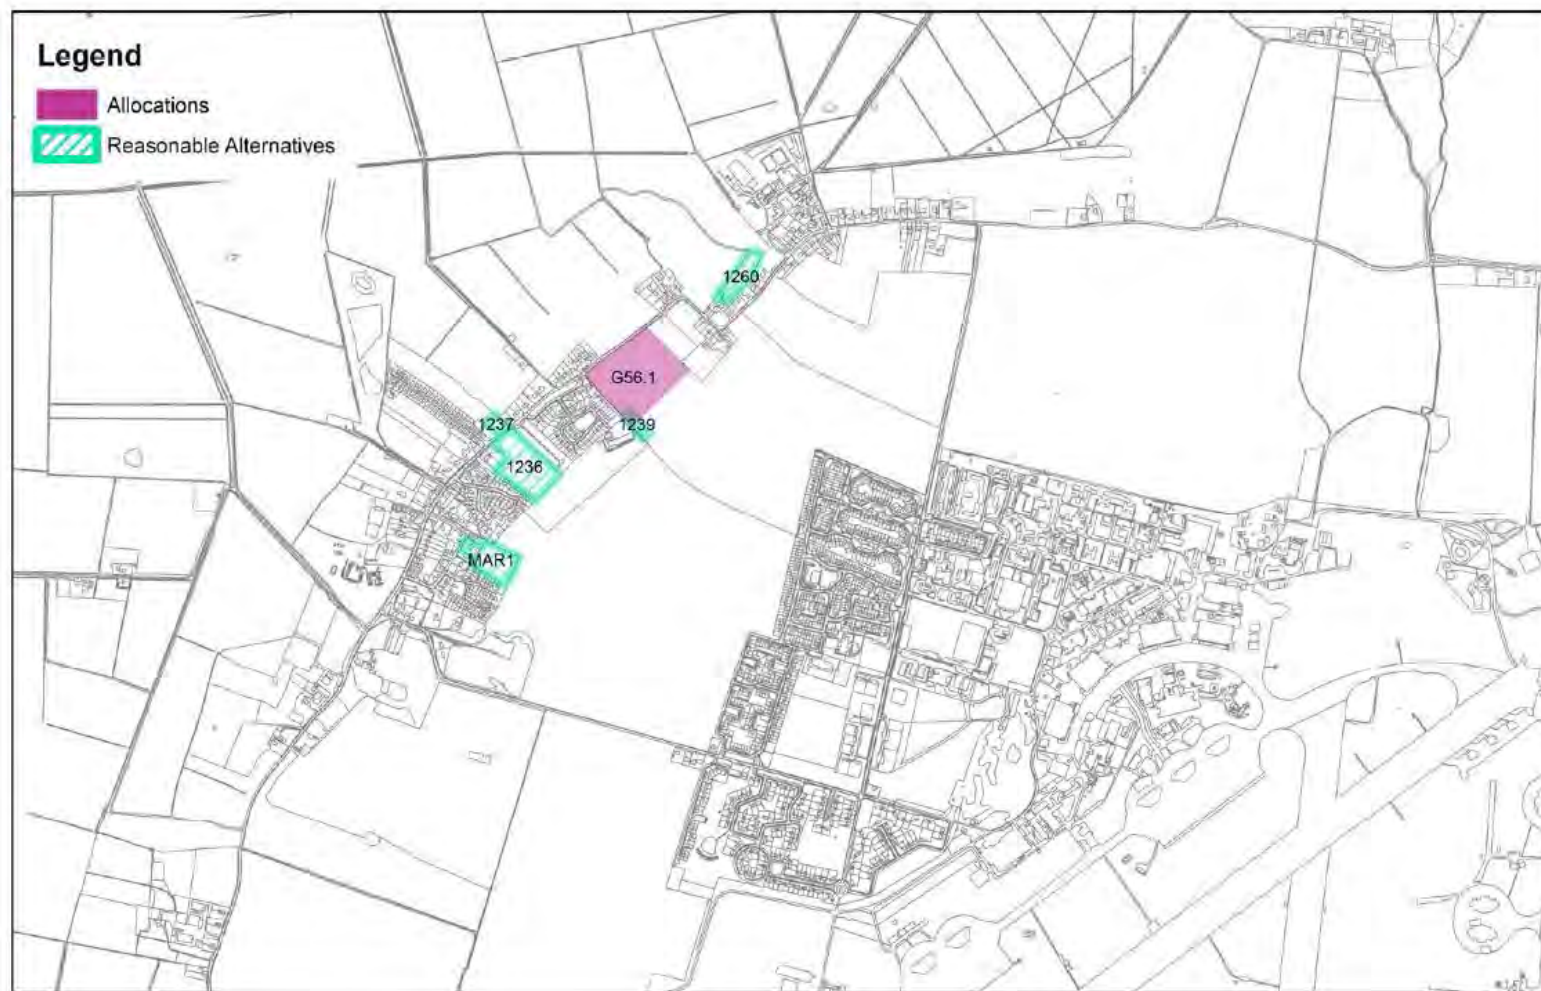 Legend
Allocations
Reasonable Alternatives
1260
G56.1
1237
1239
1236
MAR1